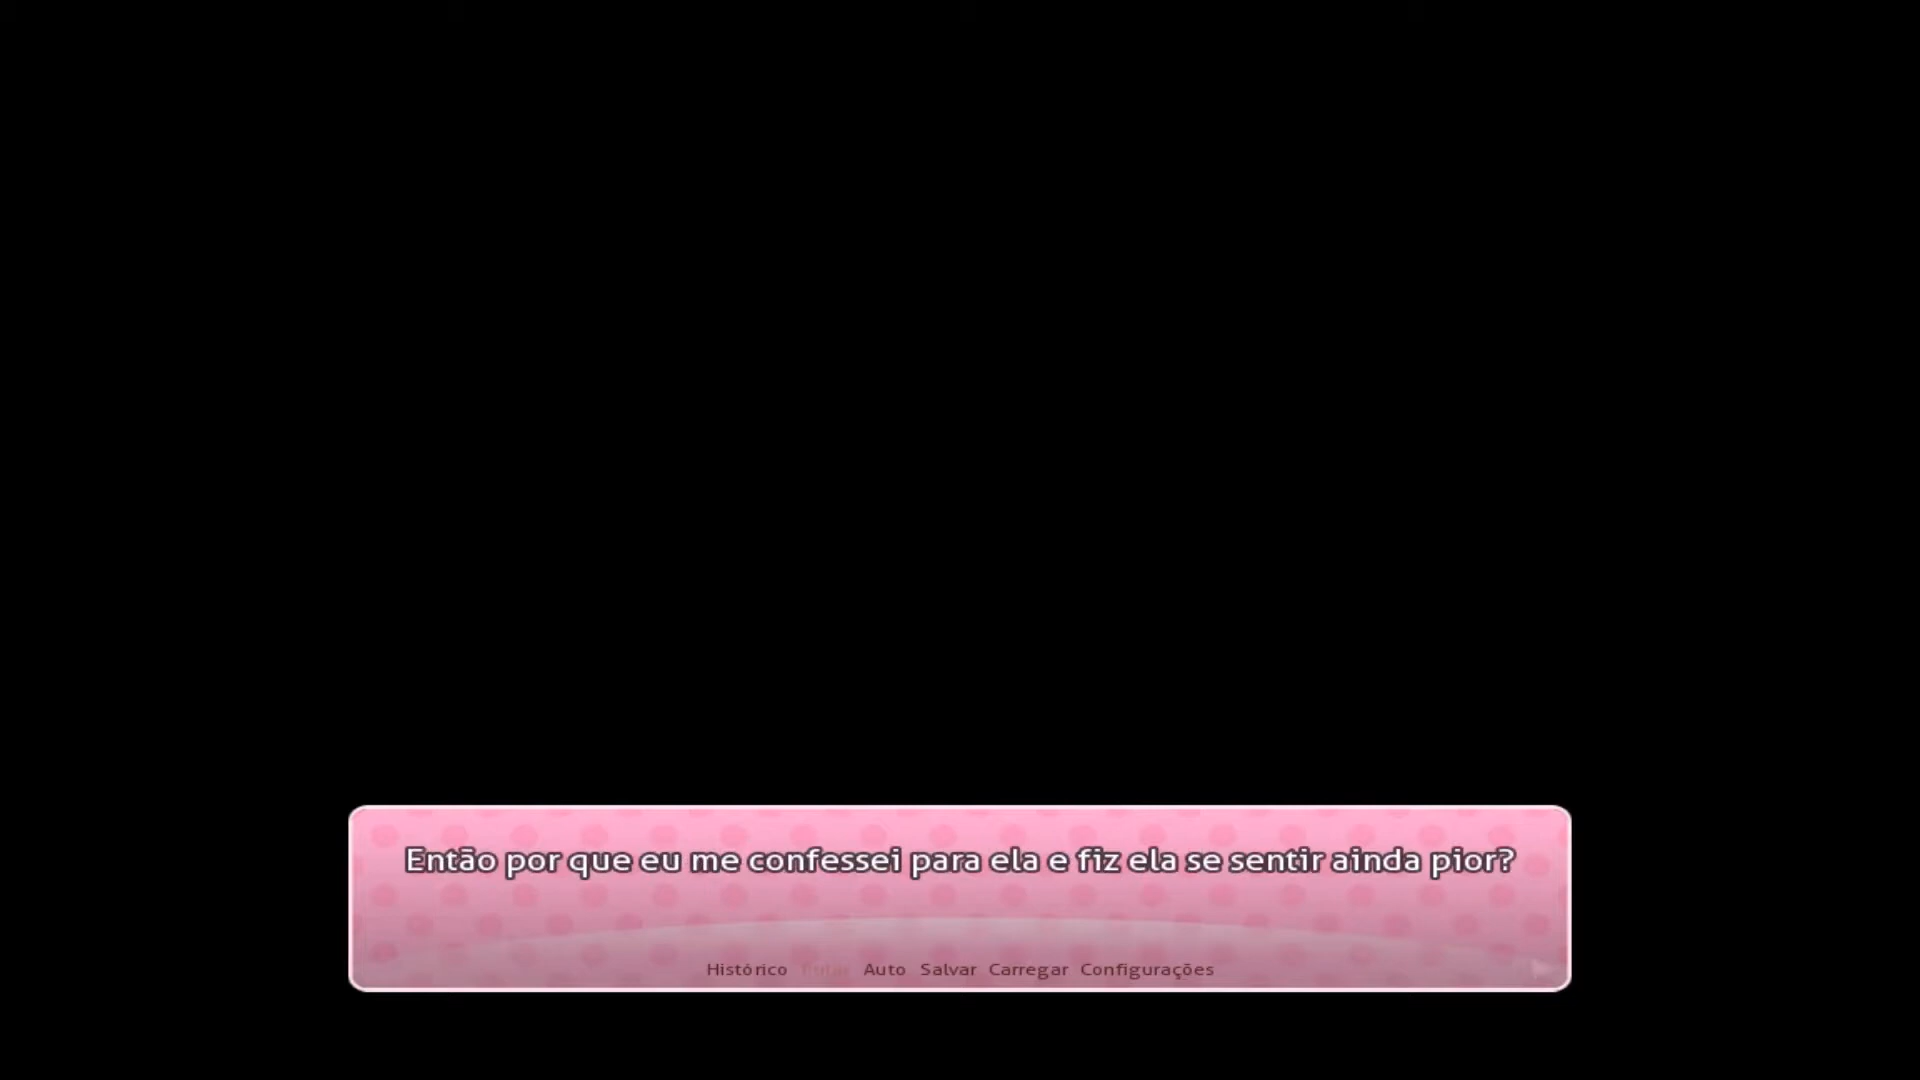 Então por que eu me confessei para ela e fiz ela se sentir ainda pior?
Histórico Pular Auto Salvar Carregar Configurações